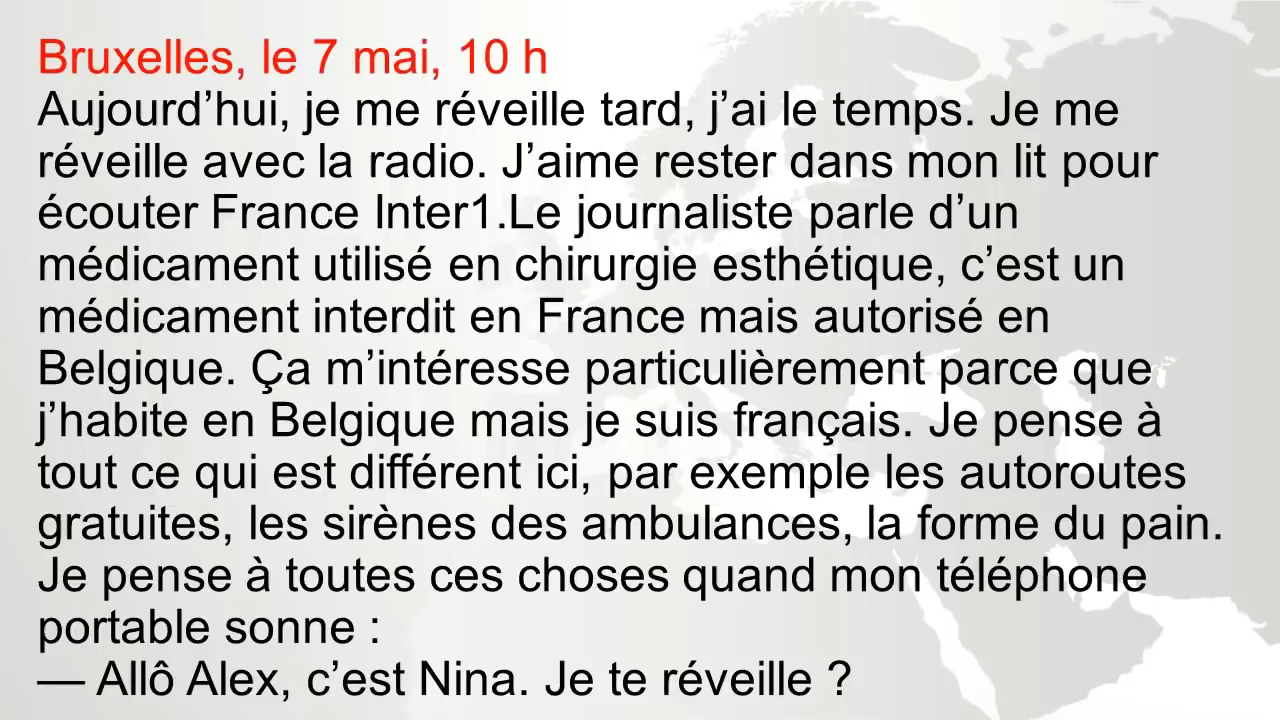 Bruxelles, le 7 mai, 10 h
Aujourd’hui, je me réveille tard, j’ai le temps. Je me
réveille avec la radio. J’aime rester dans mon lit pour
écouter France Inter1.Le journaliste parle d’un
médicament utilisé en chirurgie esthétique, c’est un
médicament interdit en France mais autorisé en
Belgique. Ça m’intéresse particulièrement parce que
j’habite en Belgique mais je suis français. Je pense à
tout ce qui est différent ici, par exemple les autoroutes
gratuites, les sirènes des ambulances, la forme du pain.
Je pense à toutes ces choses quand mon téléphone
portable sonne :
— Allô Alex, c’est Nina. Je te réveille ?